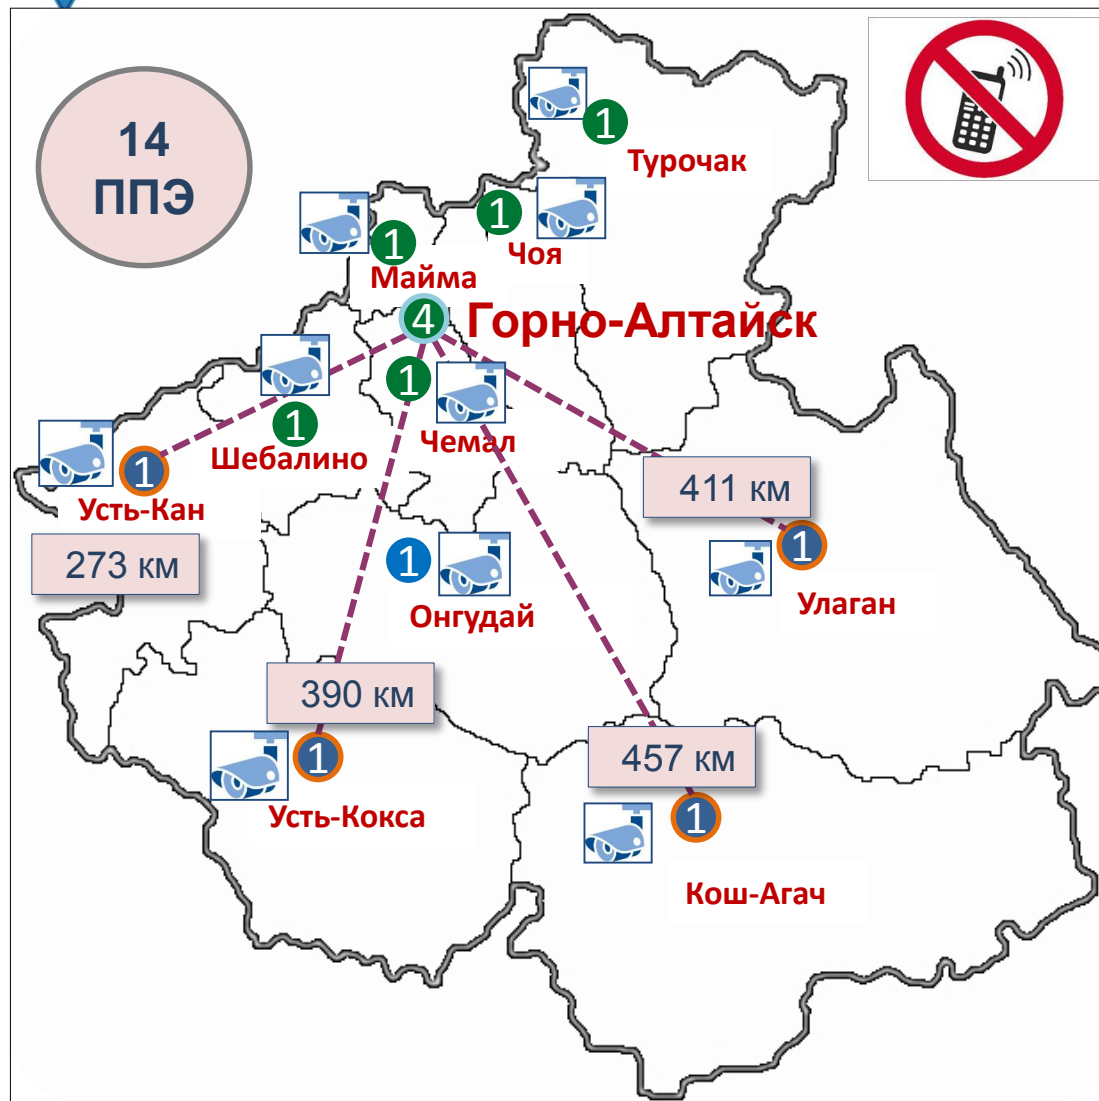 14
ППЭ
1
Турочак
1
Чоя
1
Майма
4
Горно-Алтайск
1
Чемал
1
Шебалино
1
Усть-Кан
273 км
411 км
1
Улаган
1
Онгудай
390 км
1
Усть-Кокса
457 км
1
Кош-Агач